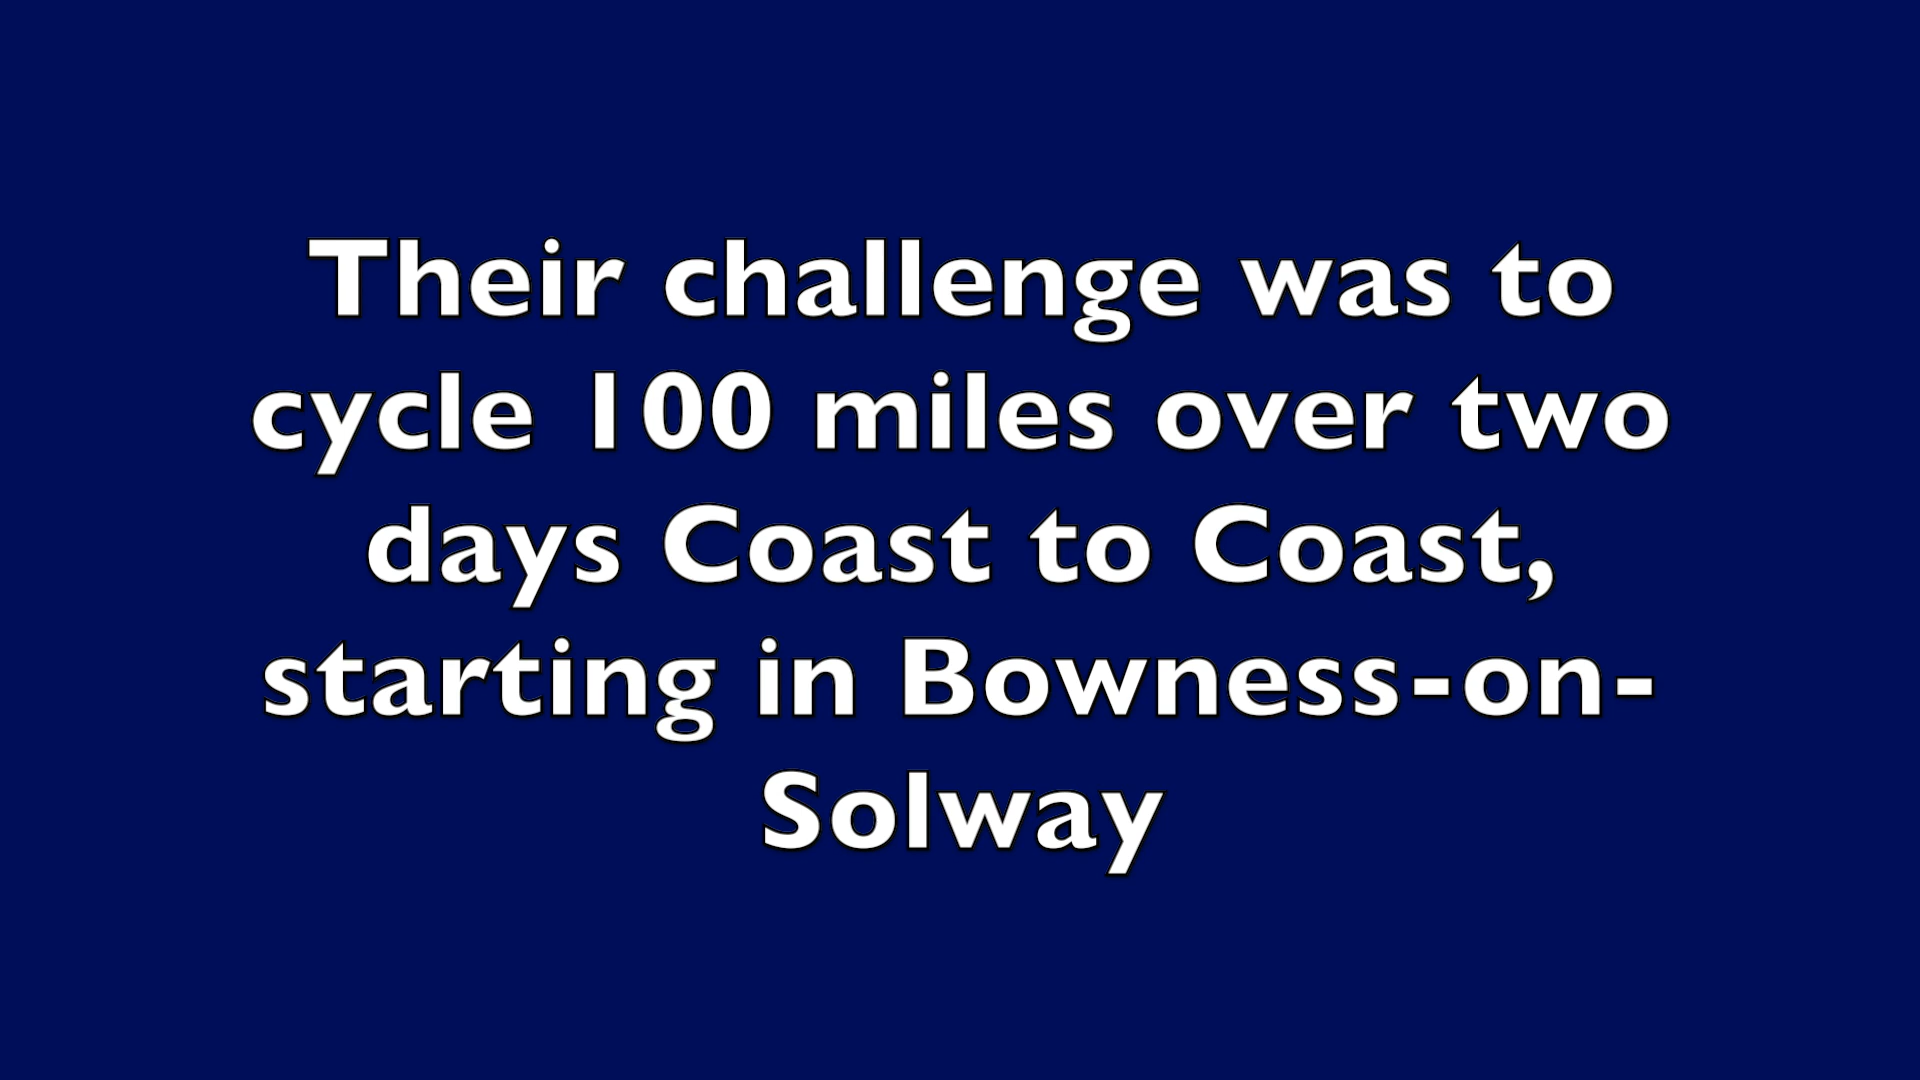 Their challenge was to
cycle 100 miles over two
days Coast to Coast,
starting in Bowness-on-
Solway